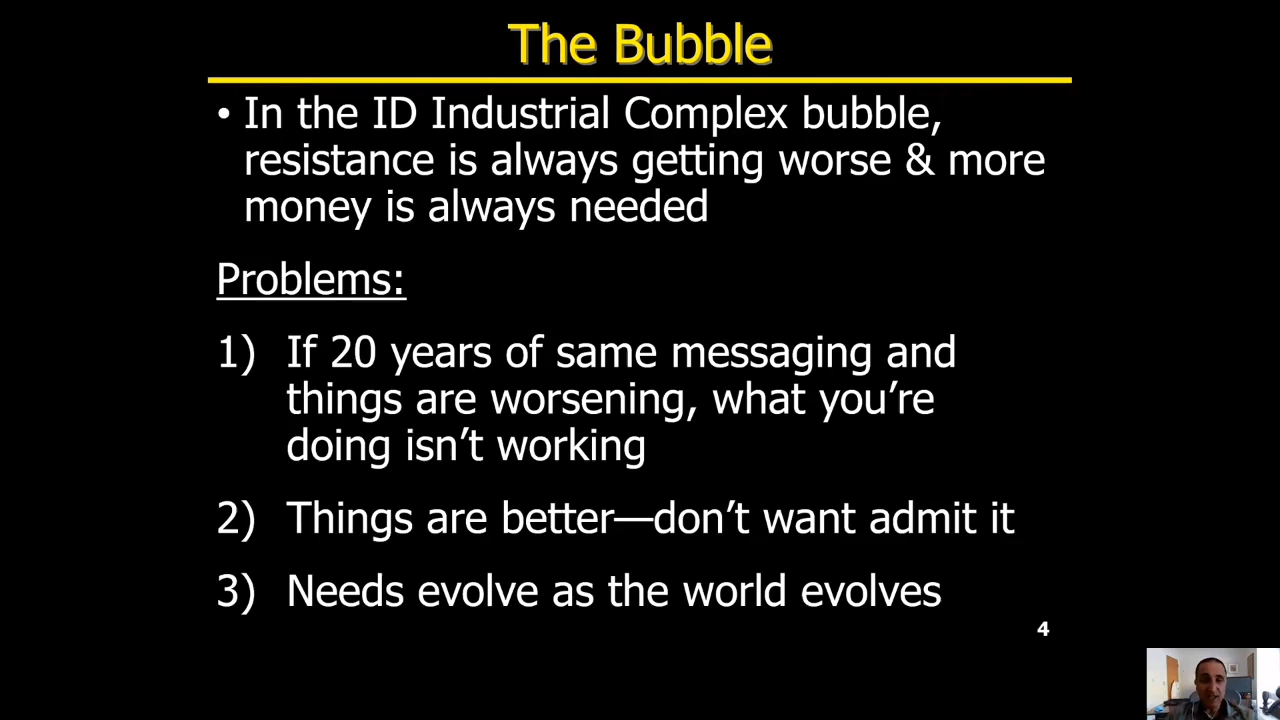 The Bubble
• In the ID Industrial Complex bubble,
resistance is always getting worse & more
money is always needed
Problems:
1) If 20 years of same messaging and
things are worsening, what you’re
doing isn’t working
2) Things are better—don’t want admit it
3) Needs evolve as the world evolves
4